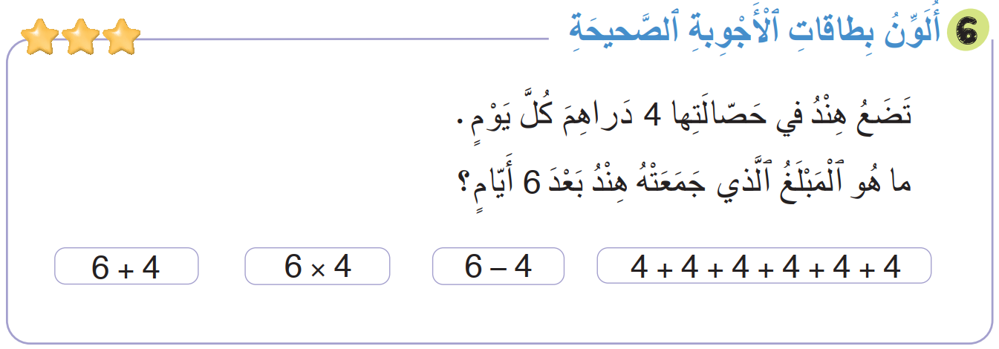 6 أُلَوِّنُ بِطاقاتِ ٱلْأَجْوِبةِ ٱلصَّحيحَةِ
تَضَعُ هِنْدُ في حَصّالَتِها 4 دَراهِمَ كُلَّ يَوْمٍ.
ما هُو ٱلْمَبْلَغُ ٱلَّذي جَمَعَتْهُ هِنْدُ بَعْدَ 6 أَيّامٍ؟
4 + 4 + 4 + 4 + 4 + 4
6 – 4
6 × 4
6 + 4